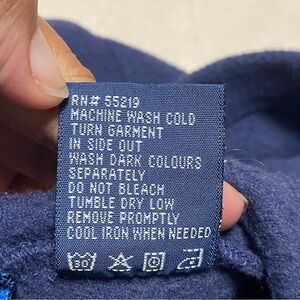 RN# 55219
MACHINE WASH COLD
TURN GARMENT
IN SIDE OUT
WASH DARK COLOURS
SEPARATELY
DO NOT BLEACH
TUMBLE DRY LOW
REMOVE PROMPTLY
COOL IRON WHEN NEEDED
30